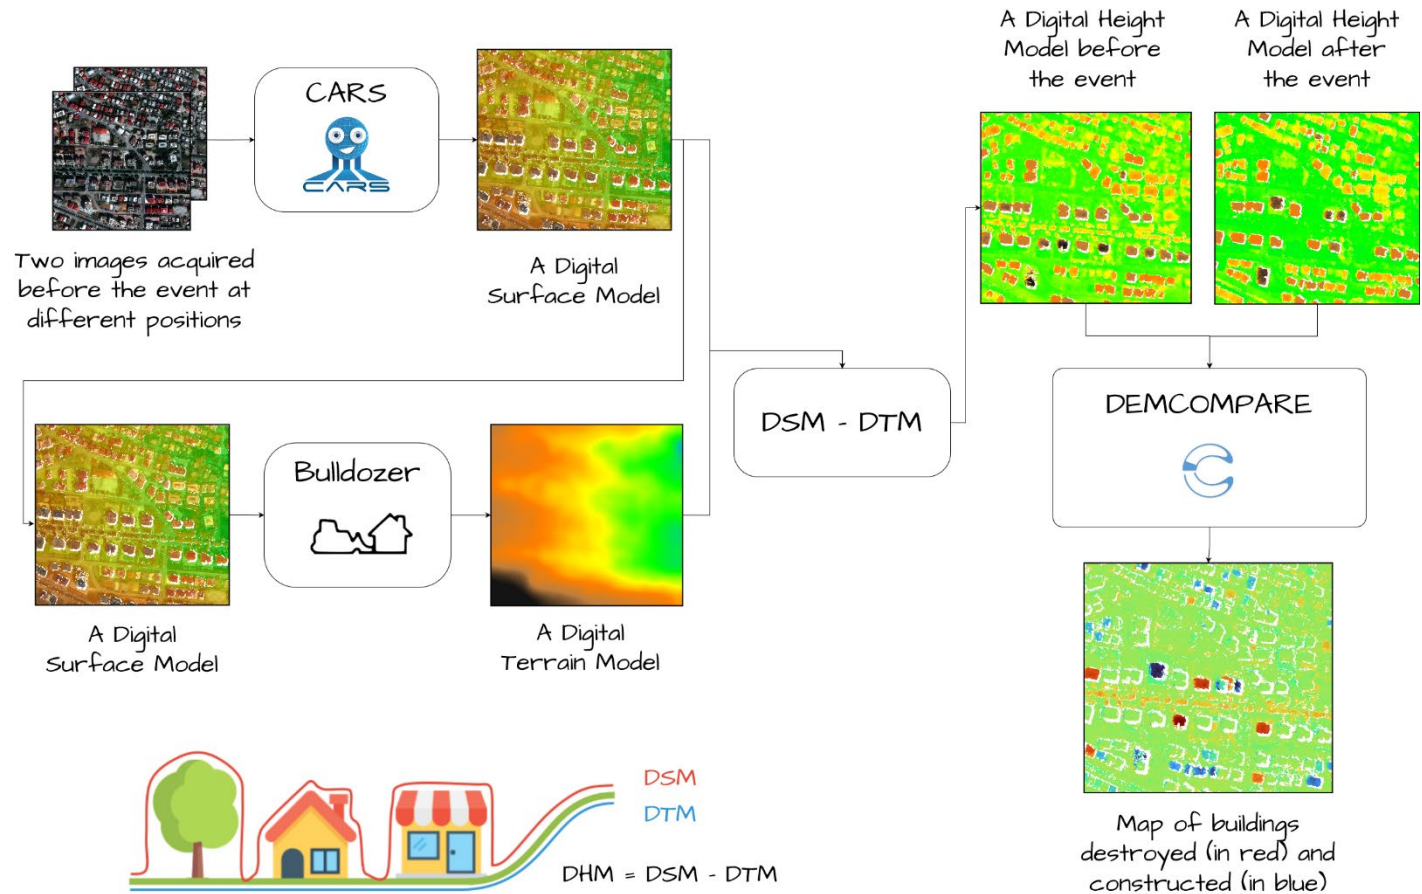 CARS
CARS
Two images acquired
before the event at
different positions
A Digital
Surface Model
A Digital Height
Model before
the event
A Digital Height
Model after
the event
DSM - DTM
DEMCOMPARE
Bulldozer
A Digital
Surface Model
A Digital
Terrain Model
Map of buildings
destroyed (in red) and
constructed (in blue)
DSM
DTM
DHM = DSM - DTM